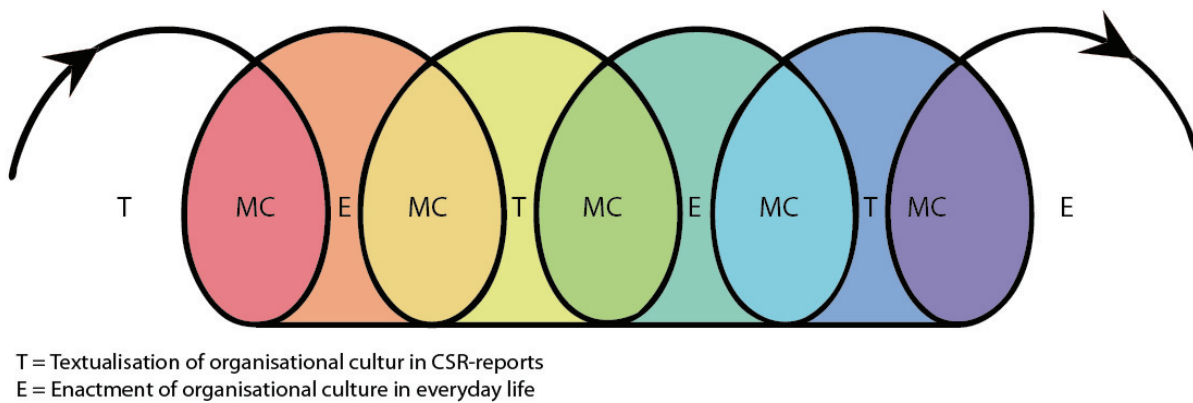 T MC E MC T MC E MC T MC E
T = Textualisation of organisational cultur in CSR-reports
E = Enactment of organisational culture in everyday life